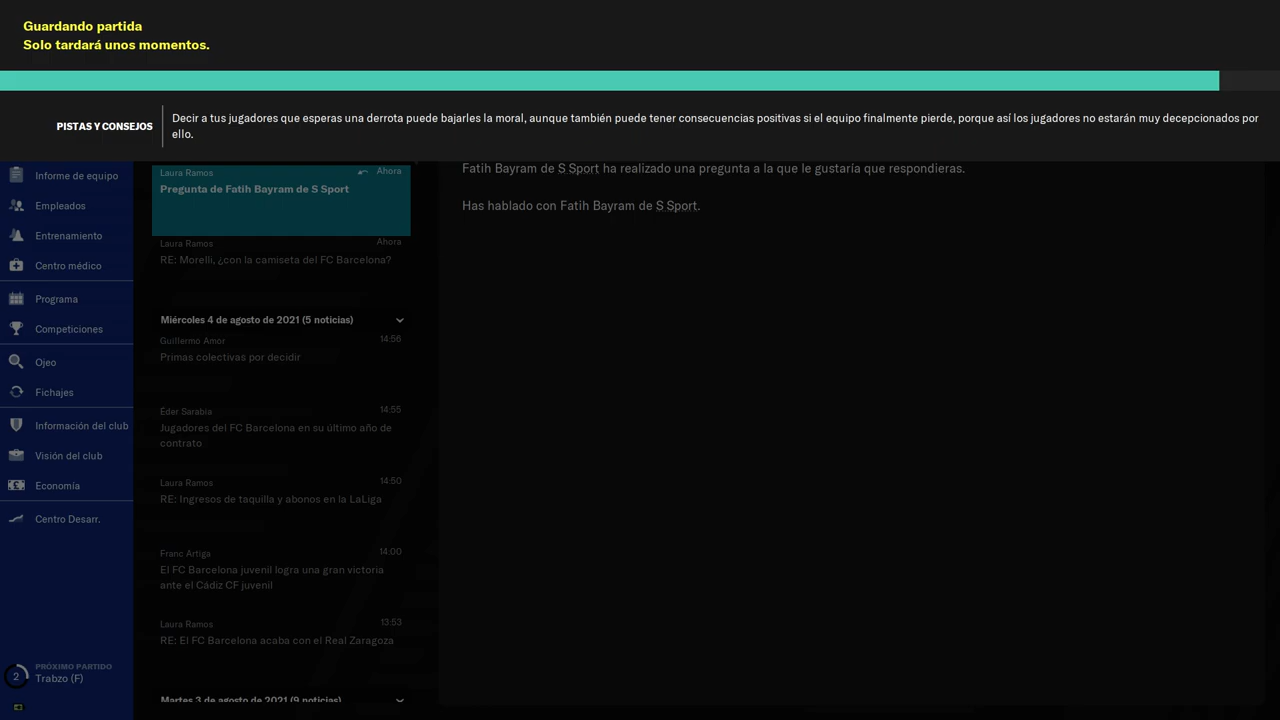 Guardando partida
Solo tardará unos momentos.
PISTAS Y CONSEJOS
Decir a tus jugadores que esperas una derrota puede bajarles la moral, aunque también puede tener consecuencias positivas si el equipo finalmente pierde, porque así los jugadores no estarán muy decepcionados por
ello.
Informe de equipo
Empleados
Entrenamiento
Centro médico
Programa
Competiciones
Ojeo
Fichajes
Información del club
Visión del club
Economía
Centro Desarr.
PRÓXIMO PARTIDO
2
Trabzo (F)
Laura Ramos
Ahora
Pregunta de Fatih Bayram de S Sport
Laura Ramos
Ahora
RE: Morelli, ¿con la camiseta del FC Barcelona?
Miércoles 4 de agosto de 2021 (5 noticias)
Guillermo Amor
14:56
Primas colectivas por decidir
Éder Sarabia
14:55
Jugadores del FC Barcelona en su último año de
contrato
Laura Ramos
14:50
RE: Ingresos de taquilla y abonos en la LaLiga
Franc Artiga
14:00
El FC Barcelona juvenil logra una gran victoria
ante el Cádiz CF juvenil
Laura Ramos
13:53
RE: El FC Barcelona acaba con el Real Zaragoza
Martes 3 de agosto de 2021 (9 noticias)
Fatih Bayram de S Sport ha realizado una pregunta a la que le gustaría que respondieras.
Has hablado con Fatih Bayram de S Sport.